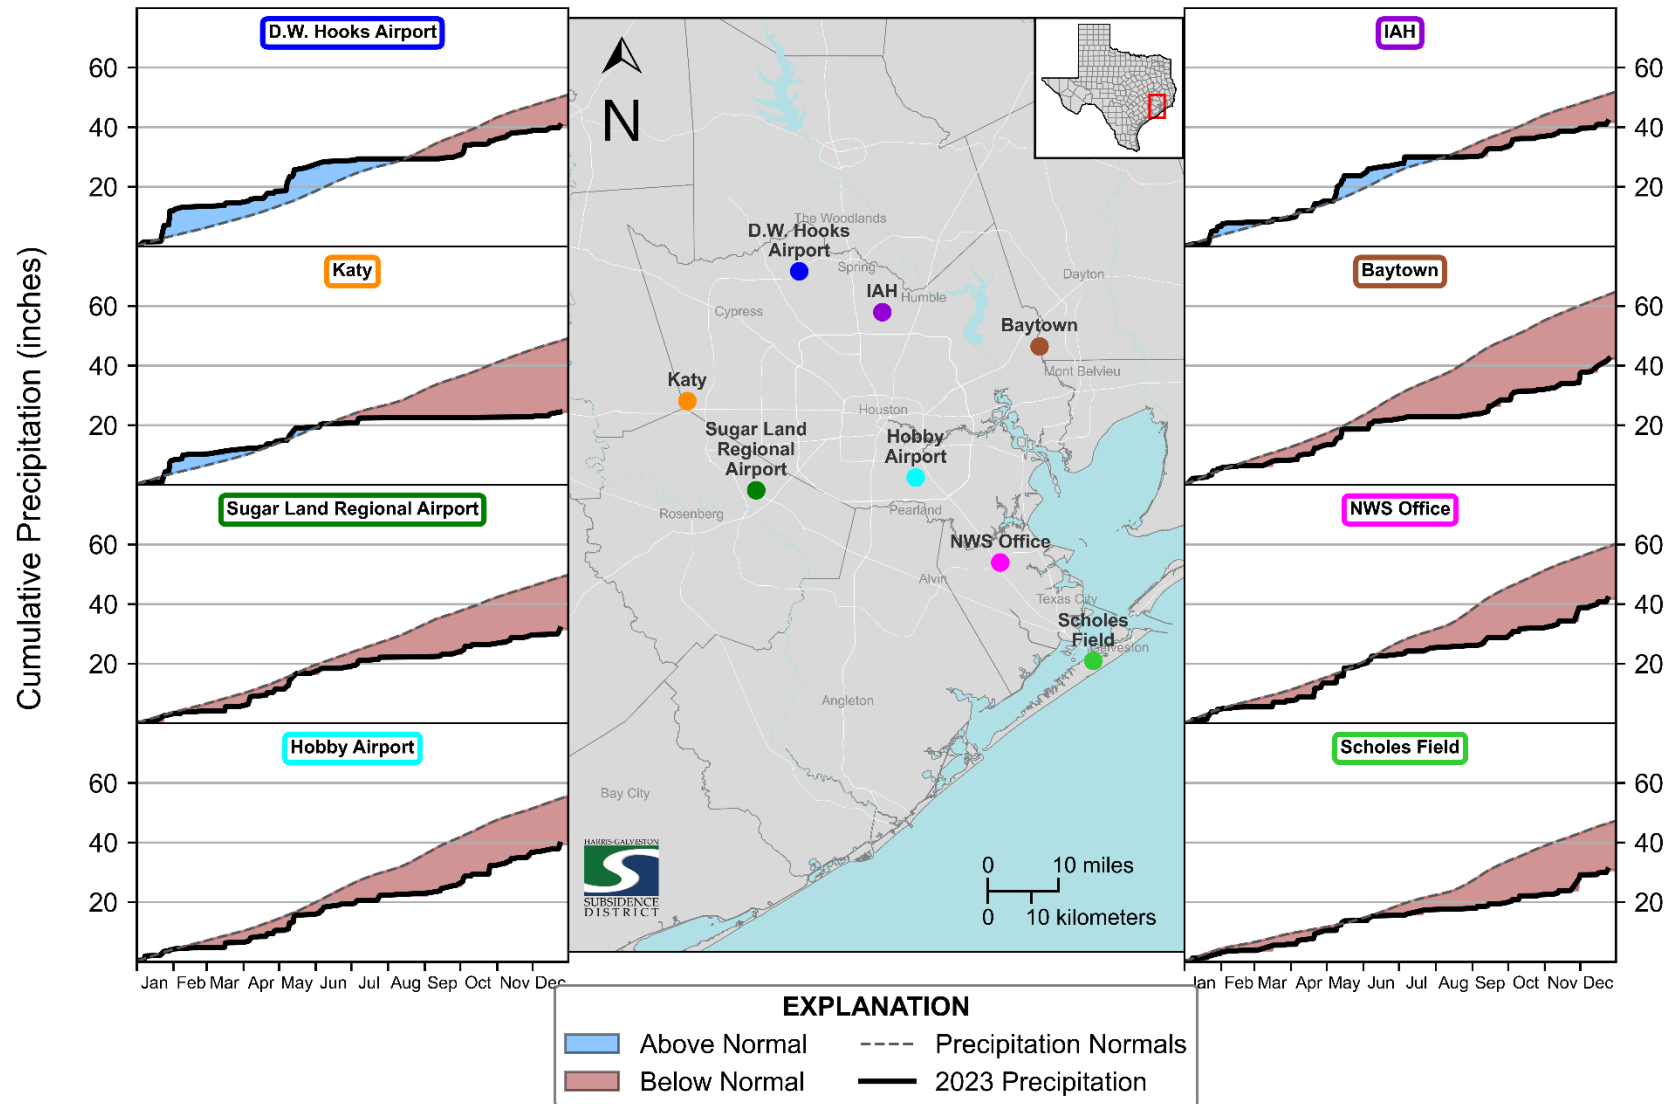 Cumulative Precipitation (inches)
D.W. Hooks Airport
60
40
20
Katy
60
40
20
Sugar Land Regional Airport
60
40
20
Hobby Airport
60
40
20
Jan Feb Mar Apr May Jun Jul Aug Sep Oct Nov Dec
N
The Woodlands
D.W. Hooks
Airport
Spring
IAH
Humble
Dayton
Cypress
Baytown
Mont Belvieu
Katy
Houston
Sugar Land
Regional
Airport
Hobby
Airport
Rosenberg
Pearland
NWS Office
Alvin
Texas City
Scholes
Field
Galveston
Angleton
Bay City
HARRIS-GALVESTON
SUBSIDENCE
DISTRICT
0 10 miles
0 10 kilometers
IAH
60
40
20
Baytown
60
40
20
NWS Office
60
40
20
Scholes Field
60
40
20
Jan Feb Mar Apr May Jun Jul Aug Sep Oct Nov Dec
EXPLANATION
Above Normal
Precipitation Normals
Below Normal
2023 Precipitation